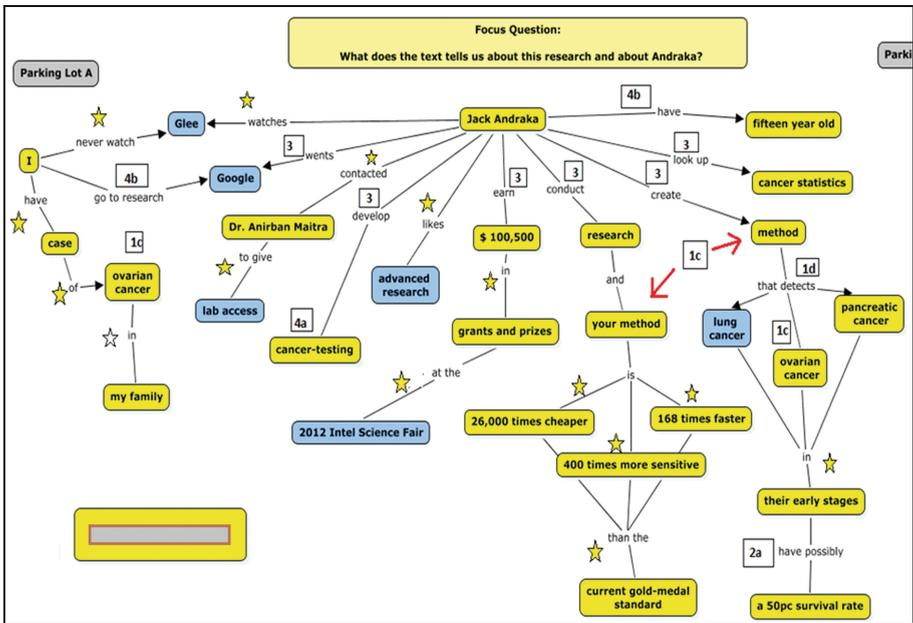 Focus Question:
What does the text tells us about this research and about Andraka?
Parking Lot A
Parki
4b
Glee
watches
Jack Andraka
have
fifteen year old
never watch
3
wents
3
look up
I
4b
Google
contacted
3
earn
3
conduct
3
create
cancer statistics
go to research
have
3
develop
likes
Dr. Anirban Maitra
$ 100,500
research
method
case
1c
to give
in
1c
1d
of
ovarian
cancer
advanced
research
and
that detects
lab access
pancreatic
cancer
4a
lung
cancer
in
grants and prizes
your method
1c
cancer-testing
ovarian
cancer
my family
at the
is
26,000 times cheaper
168 times faster
2012 Intel Science Fair
400 times more sensitive
in
their early stages
than the
2a
have possibly
current gold-medal
standard
a 50pc survival rate